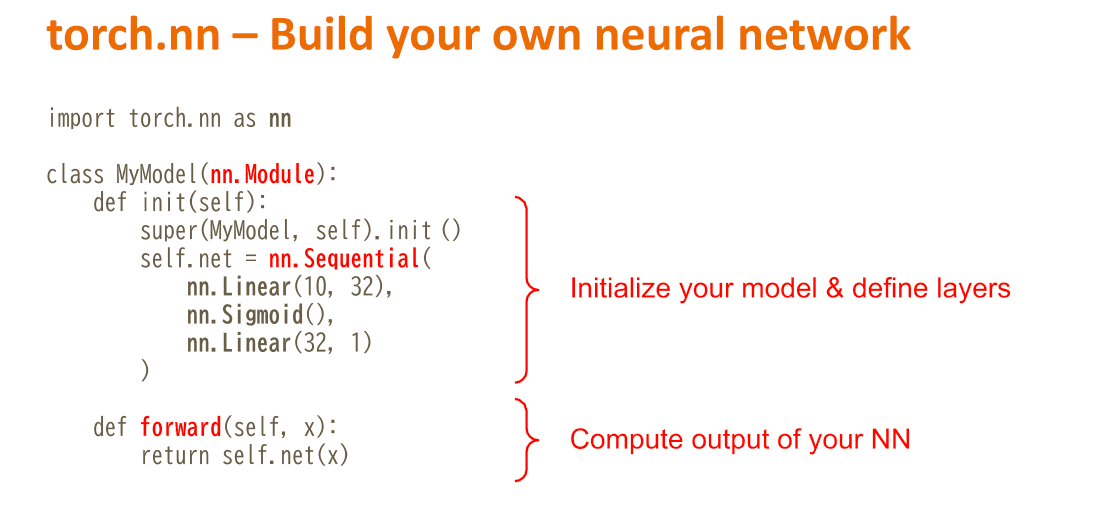 torch.nn – Build your own neural network
import torch.nn as nn
class MyModel(nn.Module):
    def init(self):
        super(MyModel, self).init ()
        self.net = nn.Sequential(
            nn.Linear(10, 32),
            nn.Sigmoid(),
            nn.Linear(32, 1)
        )
Initialize your model & define layers
    def forward(self, x):
        return self.net(x)
Compute output of your NN